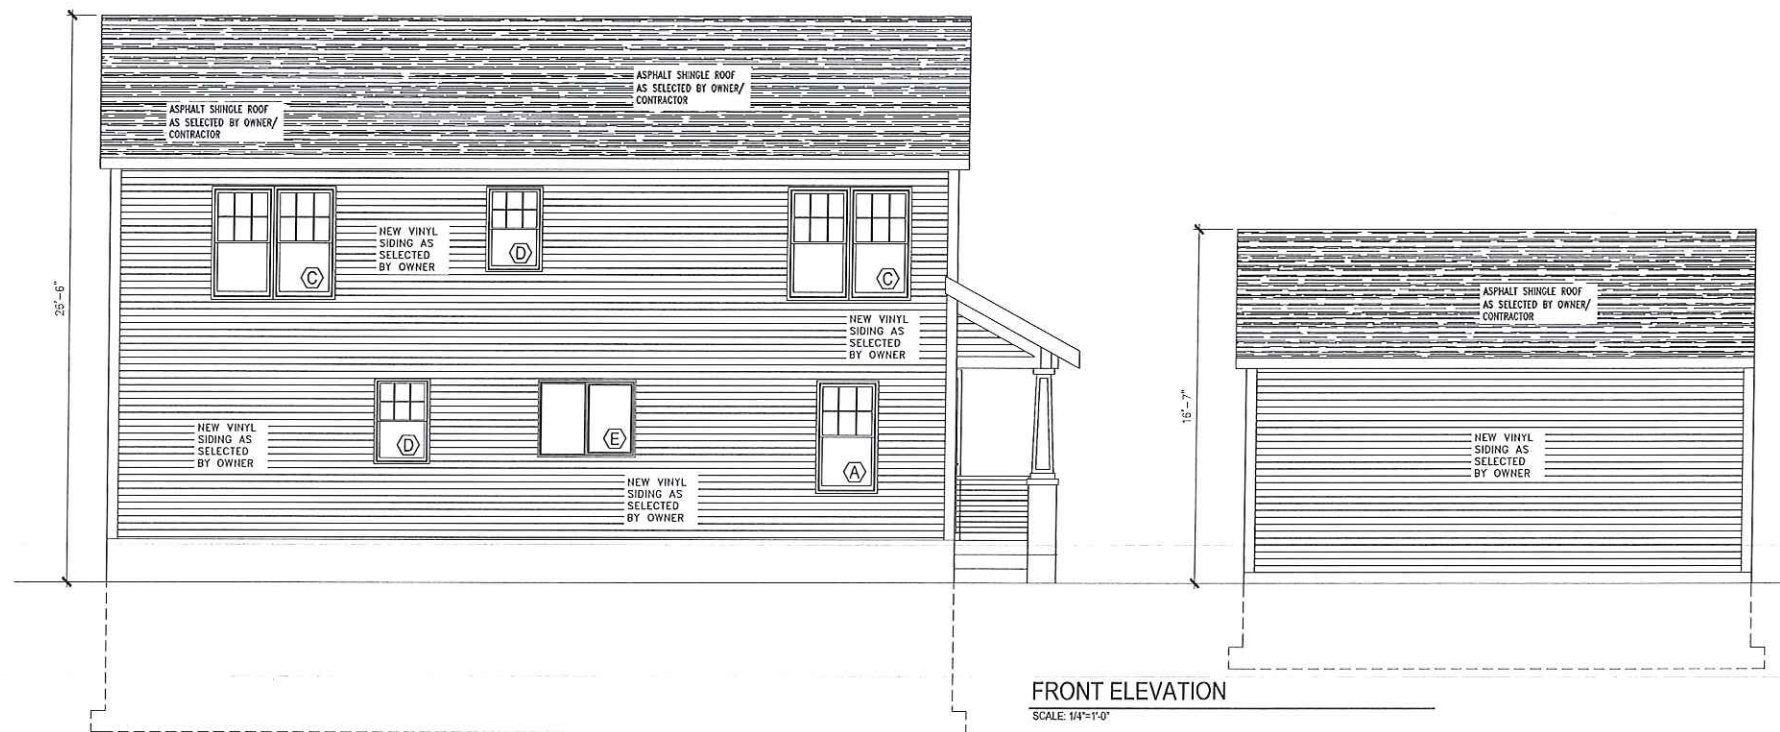 ASPHALT SHINGLE ROOF
AS SELECTED BY OWNER/
CONTRACTOR
ASPHALT SHINGLE ROOF
AS SELECTED BY OWNER/
CONTRACTOR
26'-6"
NEW VINYL
SIDING AS
SELECTED
BY OWNER
C
D
C
NEW VINYL
SIDING AS
SELECTED
BY OWNER
NEW VINYL
SIDING AS
SELECTED
BY OWNER
D
E
A
NEW VINYL
SIDING AS
SELECTED
BY OWNER
16'-7"
ASPHALT SHINGLE ROOF
AS SELECTED BY OWNER/
CONTRACTOR
NEW VINYL
SIDING AS
SELECTED
BY OWNER
FRONT ELEVATION
SCALE: 1/4"=1'-0"